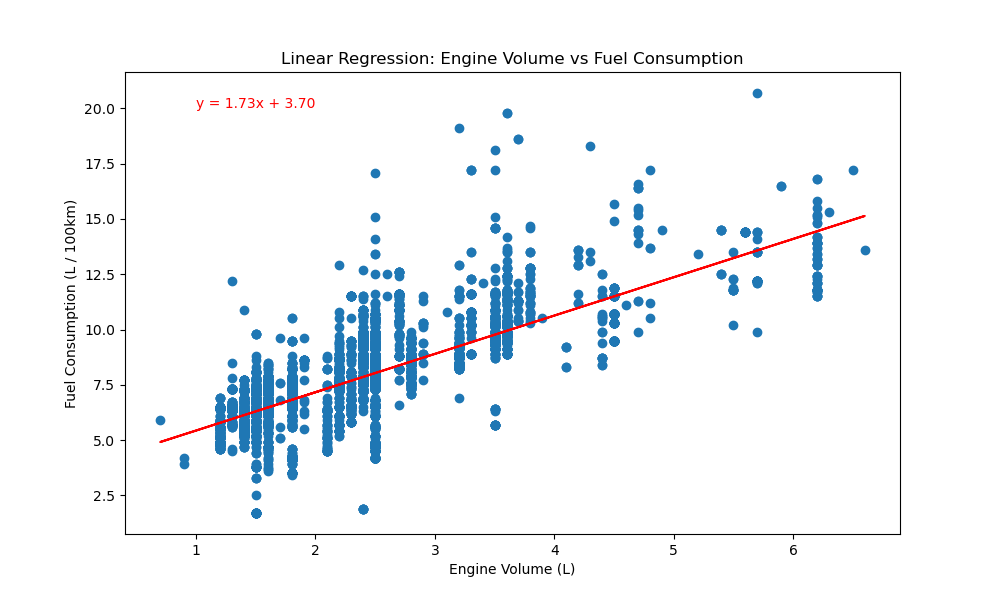 Linear Regression: Engine Volume vs Fuel Consumption
y = 1.73x + 3.70
Fuel Consumption (L / 100km)
20.0
17.5
15.0
12.5
10.0
7.5
5.0
2.5
1 2 3 4 5 6
Engine Volume (L)